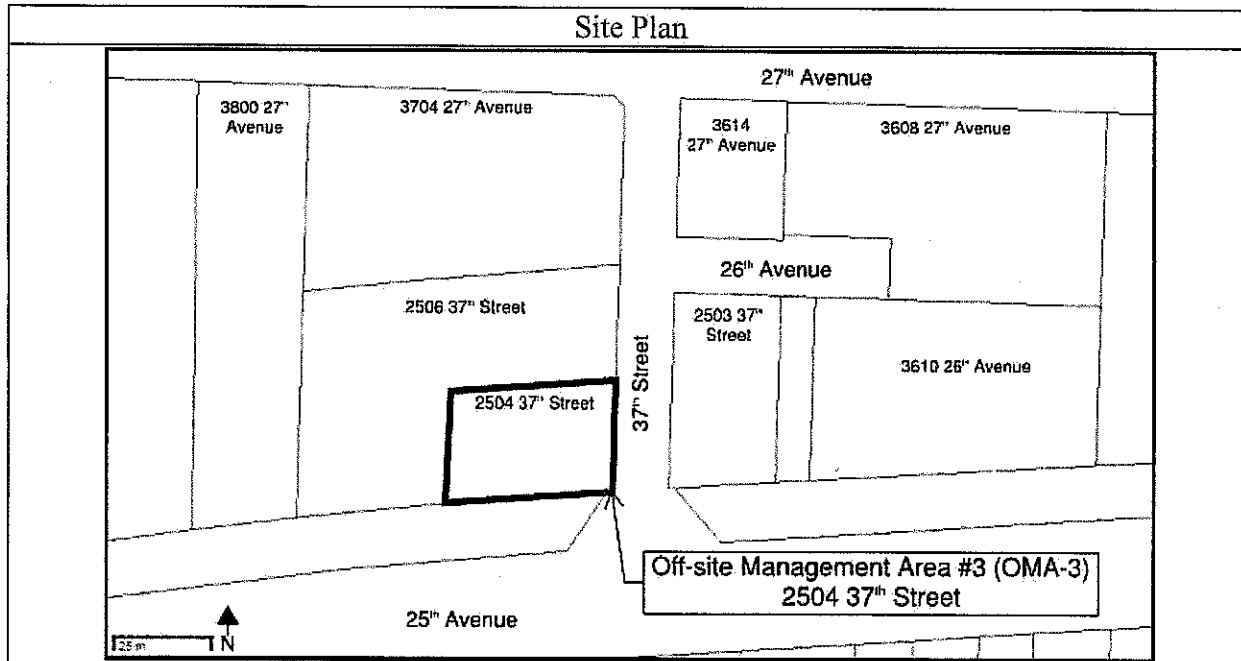 Site Plan
27th Avenue
3800 27th
Avenue
3704 27th Avenue
3614
27th Avenue
3608 27th Avenue
26th Avenue
2506 37th Street
2503 37th
Street
37th Street
3610 26th Avenue
2504 37th Street
Off-site Management Area #3 (OMA-3)
2504 37th Street
25th Avenue
25 m
N